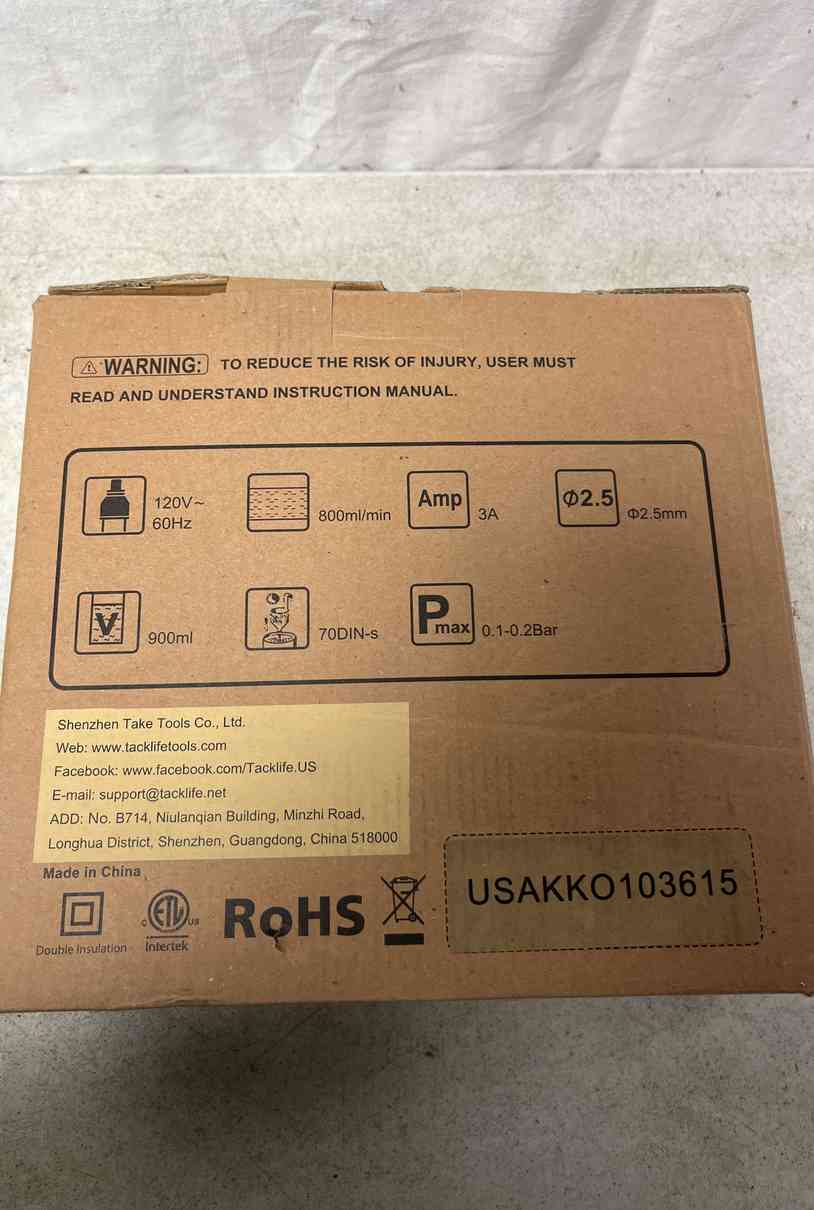 WARNING: TO REDUCE THE RISK OF INJURY, USER MUST
READ AND UNDERSTAND INSTRUCTION MANUAL.
120V~
60Hz
800ml/min
Amp
3A
Φ2.5
Φ2.5mm
V
900ml
70DIN-s
Pmax
0.1-0.2Bar
Shenzhen Take Tools Co., Ltd.
Web: www.tacklifetools.com
Facebook: www.facebook.com/Tacklife.US
E-mail: support@tacklife.net
ADD: No. B714, Niulanqian Building, Minzhi Road,
Longhua District, Shenzhen, Guangdong, China 518000
Made in China
Double Insulation
C ETL US
Intertek
RoHS
USAKKO103615